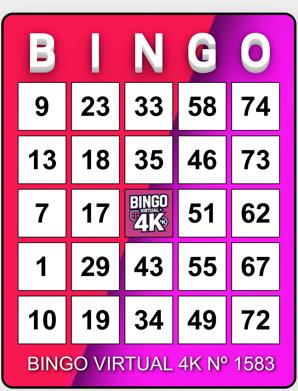 B I N G O
9 23 33 58 74
13 18 35 46 73
7 17 BINGO VIRTUAL 4K 51 62
1 29 43 55 67
10 19 34 49 72
BINGO VIRTUAL 4K Nº 1583